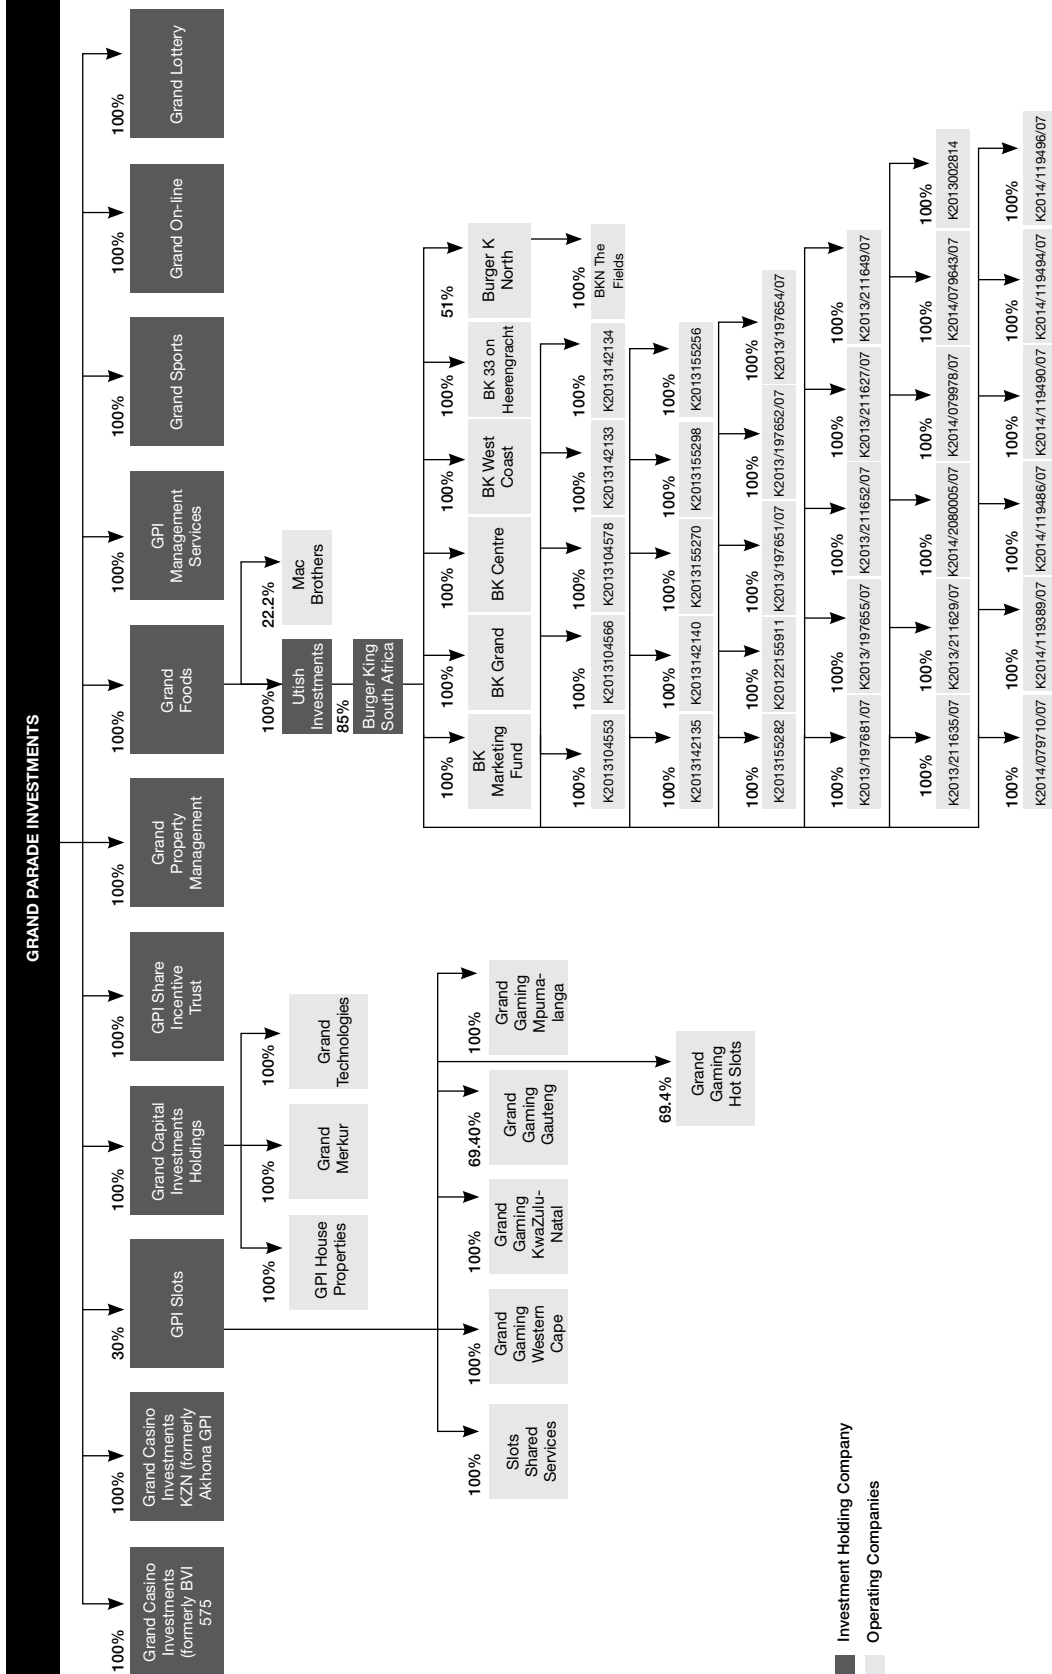 GRAND PARADE INVESTMENTS
100%
Grand Casino
Investments
(formerly BVI
575
100%
Grand Casino
Investments
KZN (formerly
Akhona GPI
30%
GPI Slots
100%
Grand Capital
Investments
Holdings
100%
GPI Share
Incentive
Trust
100%
Grand
Property
Management
100%
Grand
Foods
100%
GPI
Management
Services
100%
Grand Sports
100%
Grand On-line
100%
Grand Lottery
100%
GPI House
Properties
100%
Grand
Merkur
100%
Grand
Technologies
100%
Utish
Investments
22.2%
Mac
Brothers
85%
Burger King
South Africa
100%
Slots
Shared
Services
100%
Grand
Gaming
Western
Cape
100%
Grand
Gaming
KwaZulu-
Natal
69.40%
Grand
Gaming
Gauteng
100%
Grand
Gaming
Mpuma-
langa
69.4%
Grand
Gaming
Hot Slots
100%
BK
Marketing
Fund
100%
BK Grand
100%
BK Centre
100%
BK West
Coast
100%
BK 33 on
Heerengracht
51%
Burger K
North
100%
K2013104553
100%
K2013104566
100%
K2013104578
100%
K2013142133
100%
K2013142134
100%
BKN The
Fields
100%
K2013142135
100%
K2013142140
100%
K2013155270
100%
K2013155298
100%
K2013155256
100%
K2013155282
100%
K20122155911
100%
K2013/197651/07
100%
K2013/197652/07
100%
K2013/197654/07
100%
K2013/197681/07
100%
K2013/197655/07
100%
K2013/211652/07
100%
K2013/211627/07
100%
K2013/211649/07
100%
K2013/211635/07
100%
K2013/211629/07
100%
K2014/2080005/07
100%
K2014/079978/07
100%
K2014/079643/07
100%
K2013002814
100%
K2014/079710/07
100%
K2014/119389/07
100%
K2014/119486/07
100%
K2014/119490/07
100%
K2014/119494/07
100%
K2014/119496/07
Investment Holding Company
Operating Companies